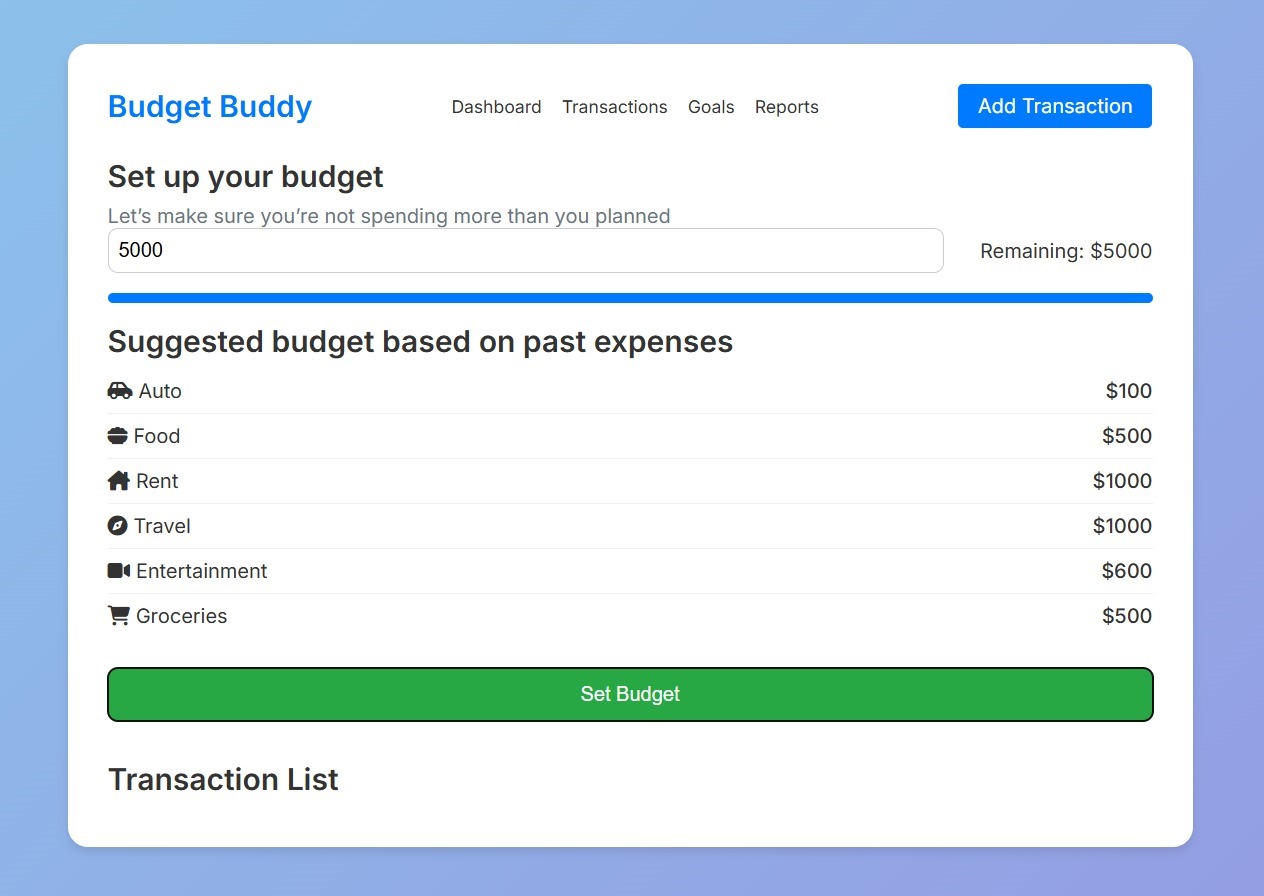 Budget Buddy Dashboard Transactions Goals Reports Add Transaction
Set up your budget
Let’s make sure you’re not spending more than you planned
5000 Remaining: $5000
Suggested budget based on past expenses
Auto $100
Food $500
Rent $1000
Travel $1000
Entertainment $600
Groceries $500
Set Budget
Transaction List